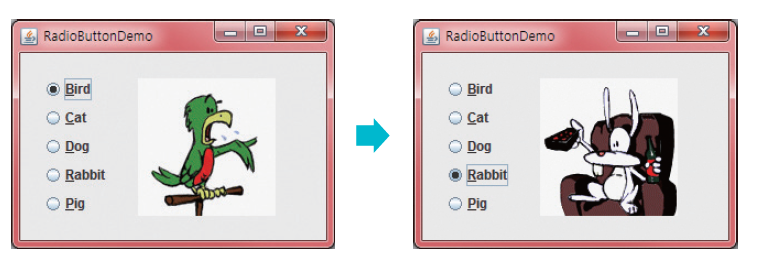 RadioButtonDemo
Bird
Cat
Dog
Rabbit
Pig
RadioButtonDemo
Bird
Cat
Dog
Rabbit
Pig